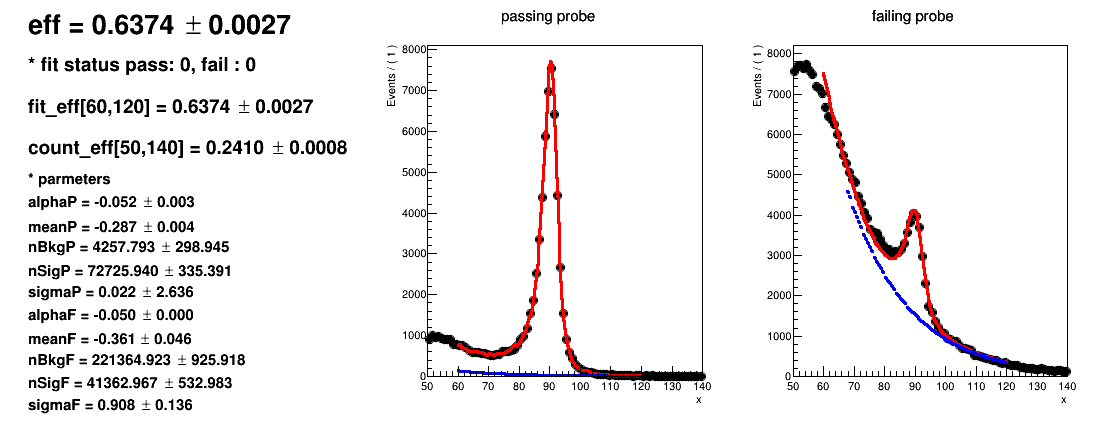 eff = 0.6374 ± 0.0027
* fit status pass: 0, fail : 0
fit_eff[60,120] = 0.6374 ± 0.0027
count_eff[50,140] = 0.2410 ± 0.0008
* parmeters
alphaP = -0.052 ± 0.003
meanP = -0.287 ± 0.004
nBkgP = 4257.793 ± 298.945
nSigP = 72725.940 ± 335.391
sigmaP = 0.022 ± 2.636
alphaF = -0.050 ± 0.000
meanF = -0.361 ± 0.046
nBkgF = 221364.923 ± 925.918
nSigF = 41362.967 ± 532.983
sigmaF = 0.908 ± 0.136
passing probe
Events / ( 1 )
8000
7000
6000
5000
4000
3000
2000
1000
0
50 60 70 80 90 100 110 120 130 140
x
failing probe
Events / ( 1 )
8000
7000
6000
5000
4000
3000
2000
1000
0
50 60 70 80 90 100 110 120 130 140
x